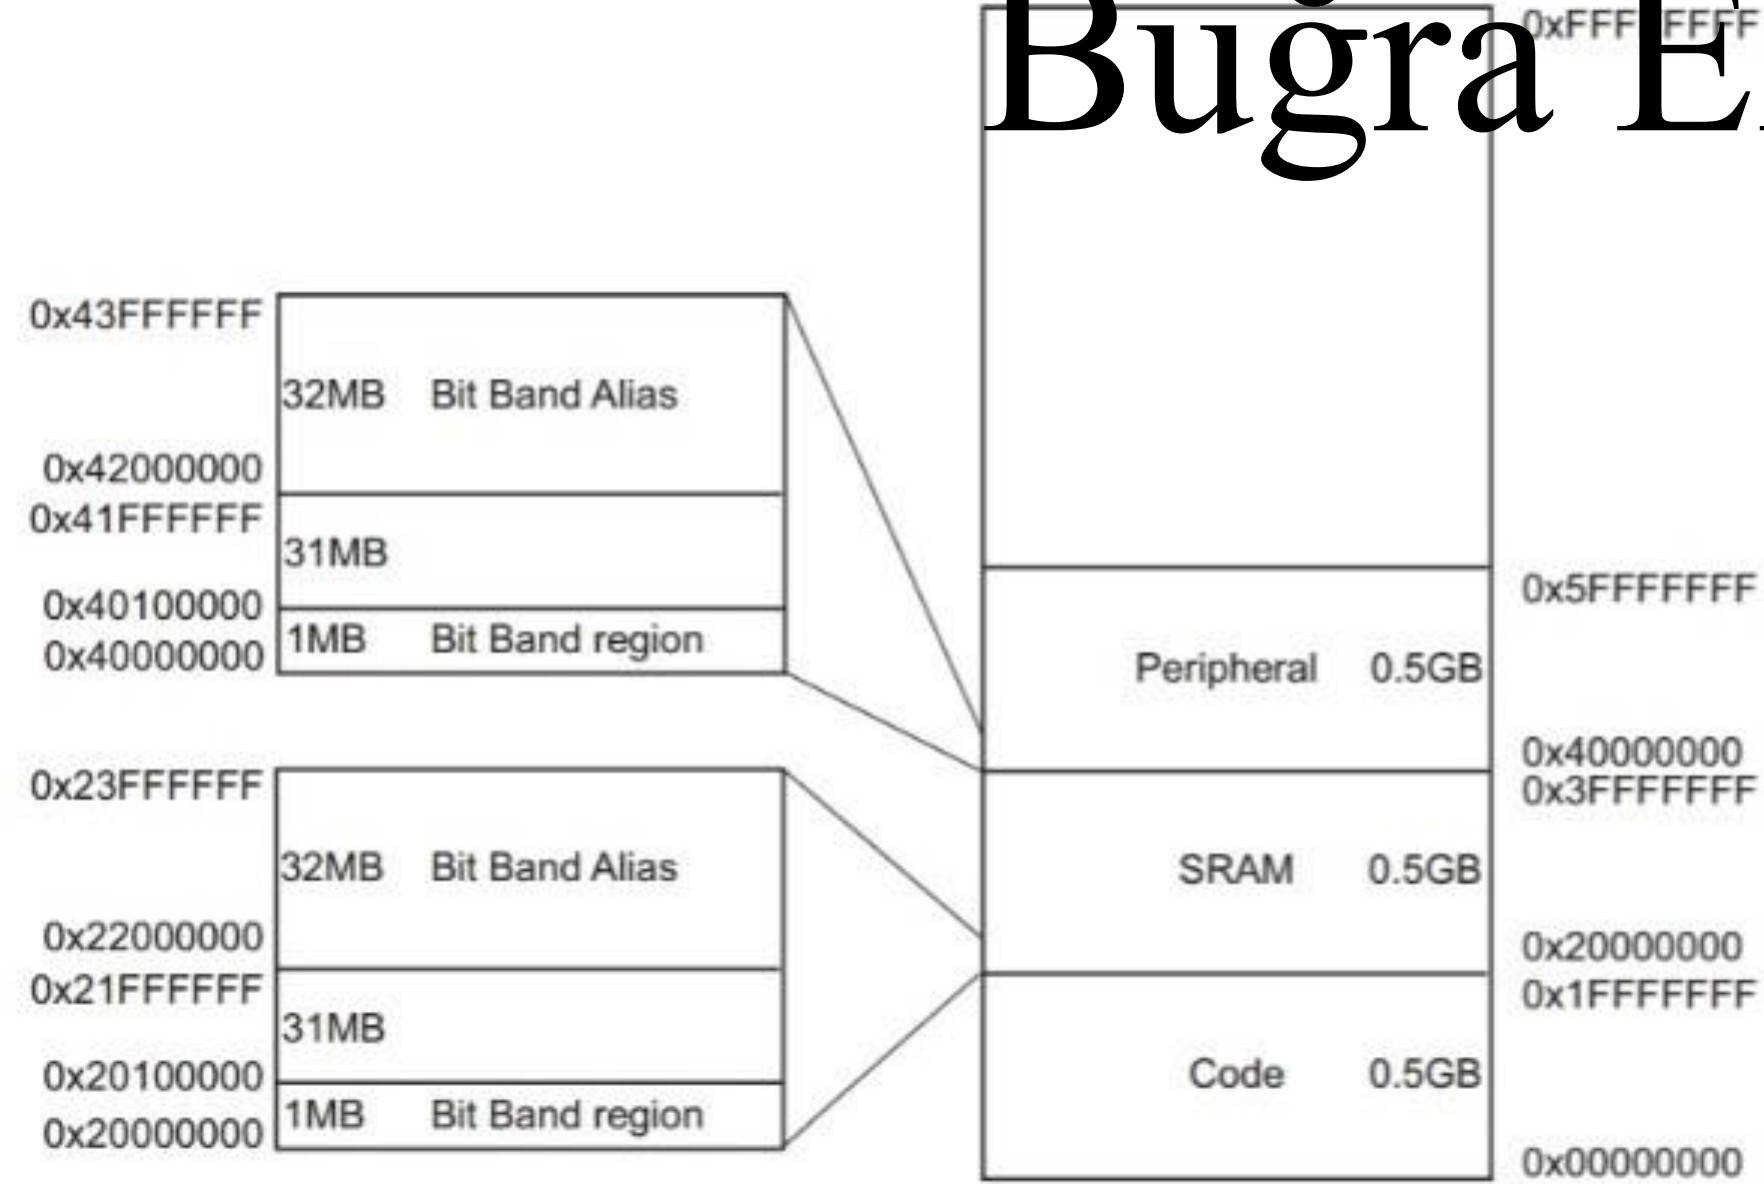 Buğra E
0xFFFFFFFF
0x43FFFFFF
32MB Bit Band Alias
0x42000000
0x41FFFFFF
31MB
0x40100000
1MB Bit Band region
0x40000000
0x23FFFFFF
32MB Bit Band Alias
0x22000000
0x21FFFFFF
31MB
0x20100000
1MB Bit Band region
0x20000000
0x5FFFFFFF
Peripheral 0.5GB
0x40000000
0x3FFFFFFF
SRAM 0.5GB
0x20000000
0x1FFFFFFF
Code 0.5GB
0x00000000